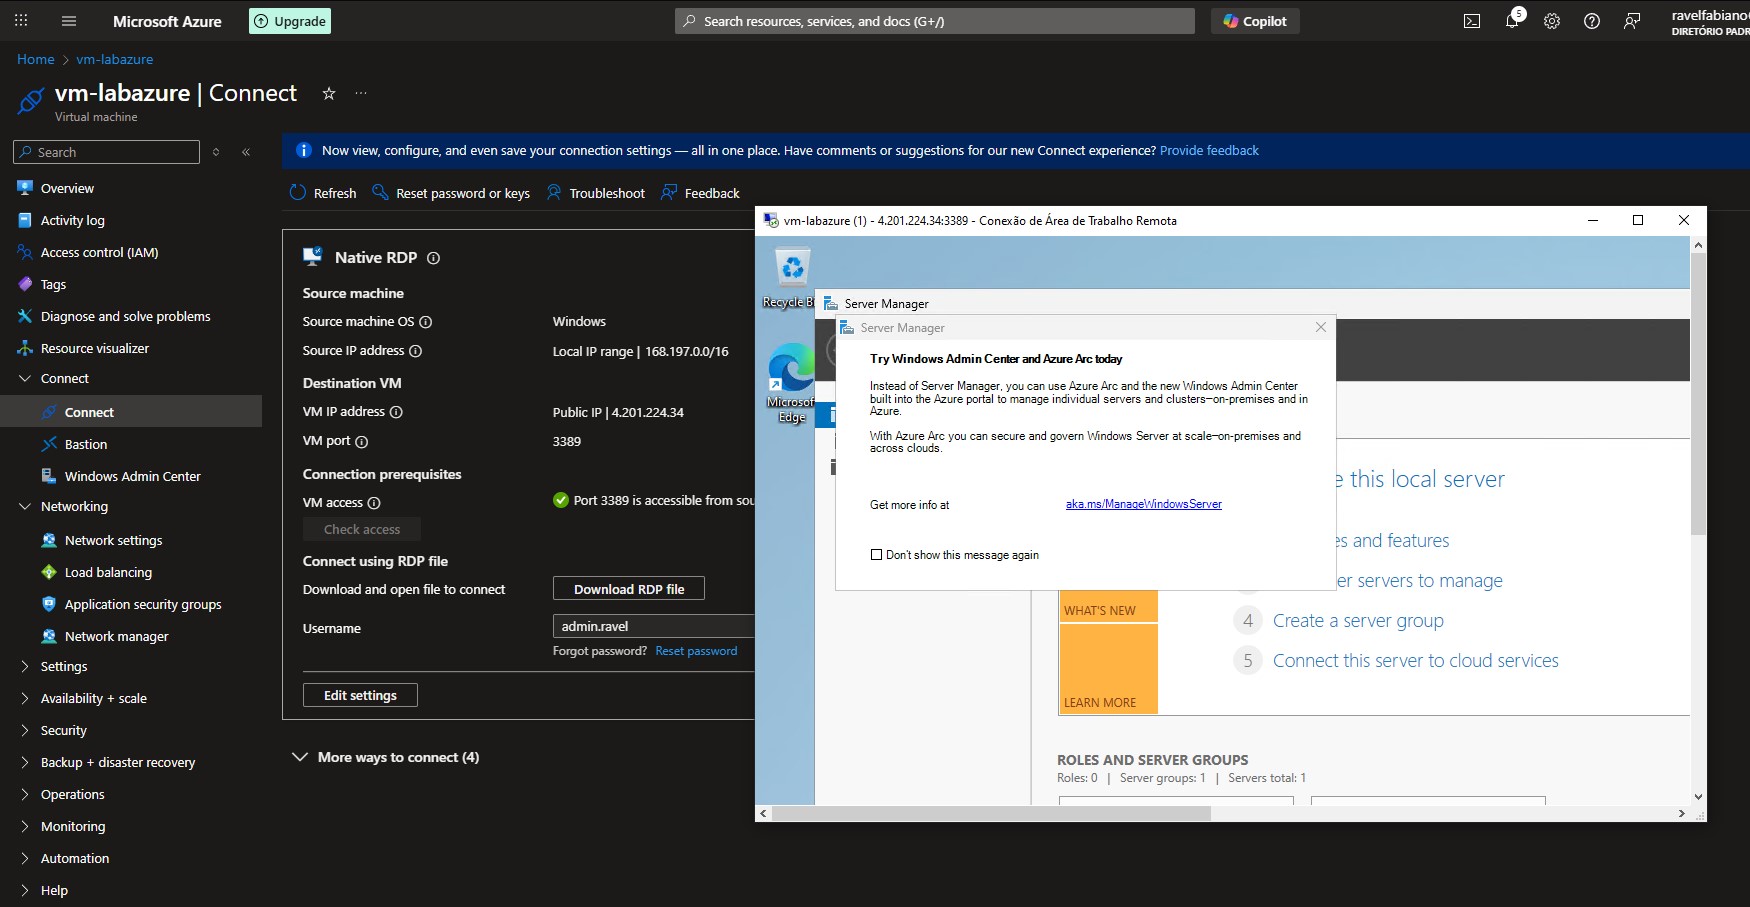 Microsoft Azure
Upgrade
Search resources, services, and docs (G+/)
Copilot
5
ravelfabiano
DIRETÓRIO PADR
Home > vm-labazure
vm-labazure | Connect
Virtual machine
Search
Overview
Activity log
Access control (IAM)
Tags
Diagnose and solve problems
Resource visualizer
Connect
Connect
Bastion
Windows Admin Center
Networking
Network settings
Load balancing
Application security groups
Network manager
Settings
Availability + scale
Security
Backup + disaster recovery
Operations
Monitoring
Automation
Help
Now view, configure, and even save your connection settings — all in one place. Have comments or suggestions for our new Connect experience? Provide feedback
Refresh
Reset password or keys
Troubleshoot
Feedback
Native RDP
Source machine
Source machine OS
Windows
Source IP address
Local IP range | 168.197.0.0/16
Destination VM
VM IP address
Public IP | 4.201.224.34
VM port
3389
Connection prerequisites
VM access
Port 3389 is accessible from sou
Check access
Connect using RDP file
Download and open file to connect
Download RDP file
Username
admin.ravel
Forgot password? Reset password
Edit settings
More ways to connect (4)
vm-labazure (1) - 4.201.224.34:3389 - Conexão de Área de Trabalho Remota
Recycle B
Microsof
Edge
Server Manager
Server Manager
Try Windows Admin Center and Azure Arc today
Instead of Server Manager, you can use Azure Arc and the new Windows Admin Center
built into the Azure portal to manage individual servers and clusters–on-premises and in
Azure.
With Azure Arc you can secure and govern Windows Server at scale–on-premises and
across clouds.
Get more info at
aka.ms/ManageWindowsServer
Don't show this message again
e this local server
es and features
er servers to manage
4 Create a server group
5 Connect this server to cloud services
WHAT'S NEW
LEARN MORE
ROLES AND SERVER GROUPS
Roles: 0 | Server groups: 1 | Servers total: 1